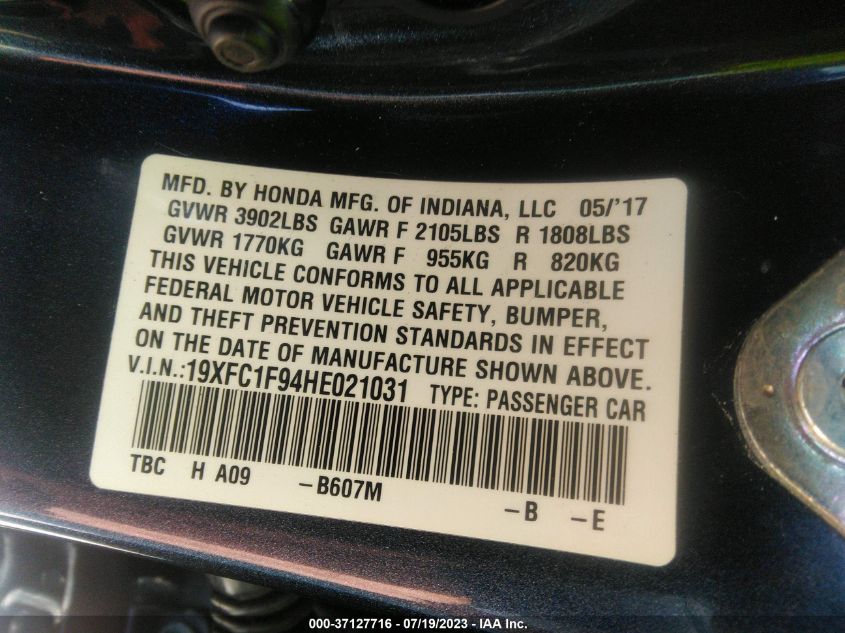 MFD. BY HONDA MFG. OF INDIANA, LLC 05/'17
GVWR 3902LBS GAWR F 2105LBS R 1808LBS
GVWR 1770KG GAWR F 955KG R 820KG
THIS VEHICLE CONFORMS TO ALL APPLICABLE
FEDERAL MOTOR VEHICLE SAFETY, BUMPER,
AND THEFT PREVENTION STANDARDS IN EFFECT
ON THE DATE OF MANUFACTURE SHOWN ABOVE.
V.I.N.:19XFC1F94HE021031 TYPE: PASSENGER CAR
TBC H A09 -B607M -B -E
000-37127716 - 07/19/2023 - IAA Inc.